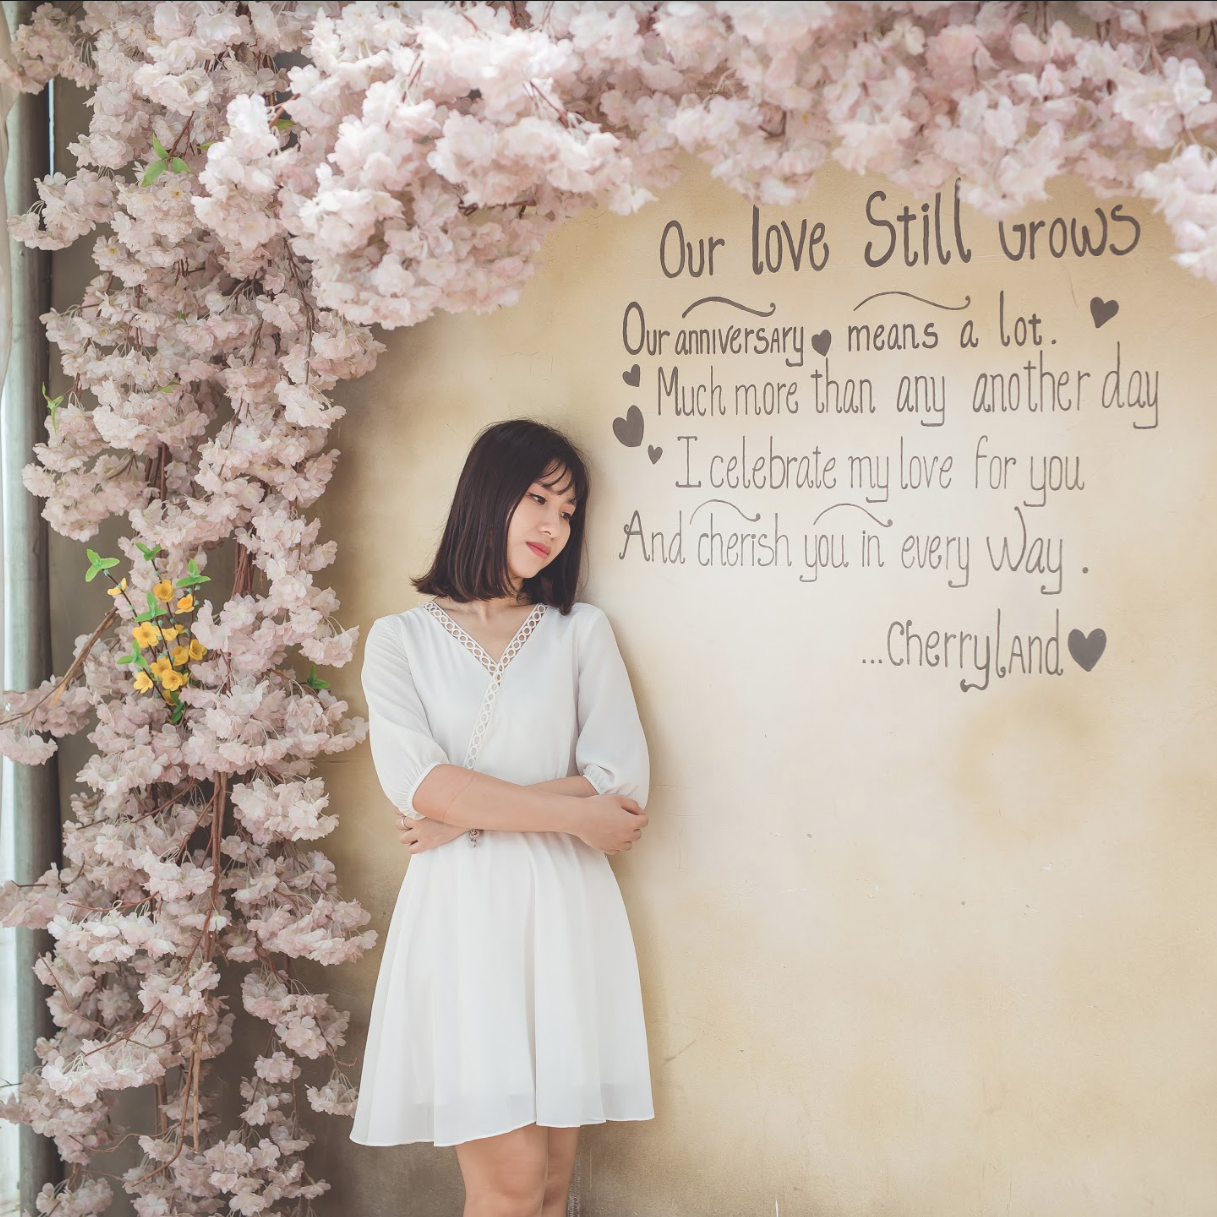 Our love Still Grows
Our anniversary means a lot.
Much more than any another day
I celebrate my love for you
And cherish you in every Way .
...CherrylAnd